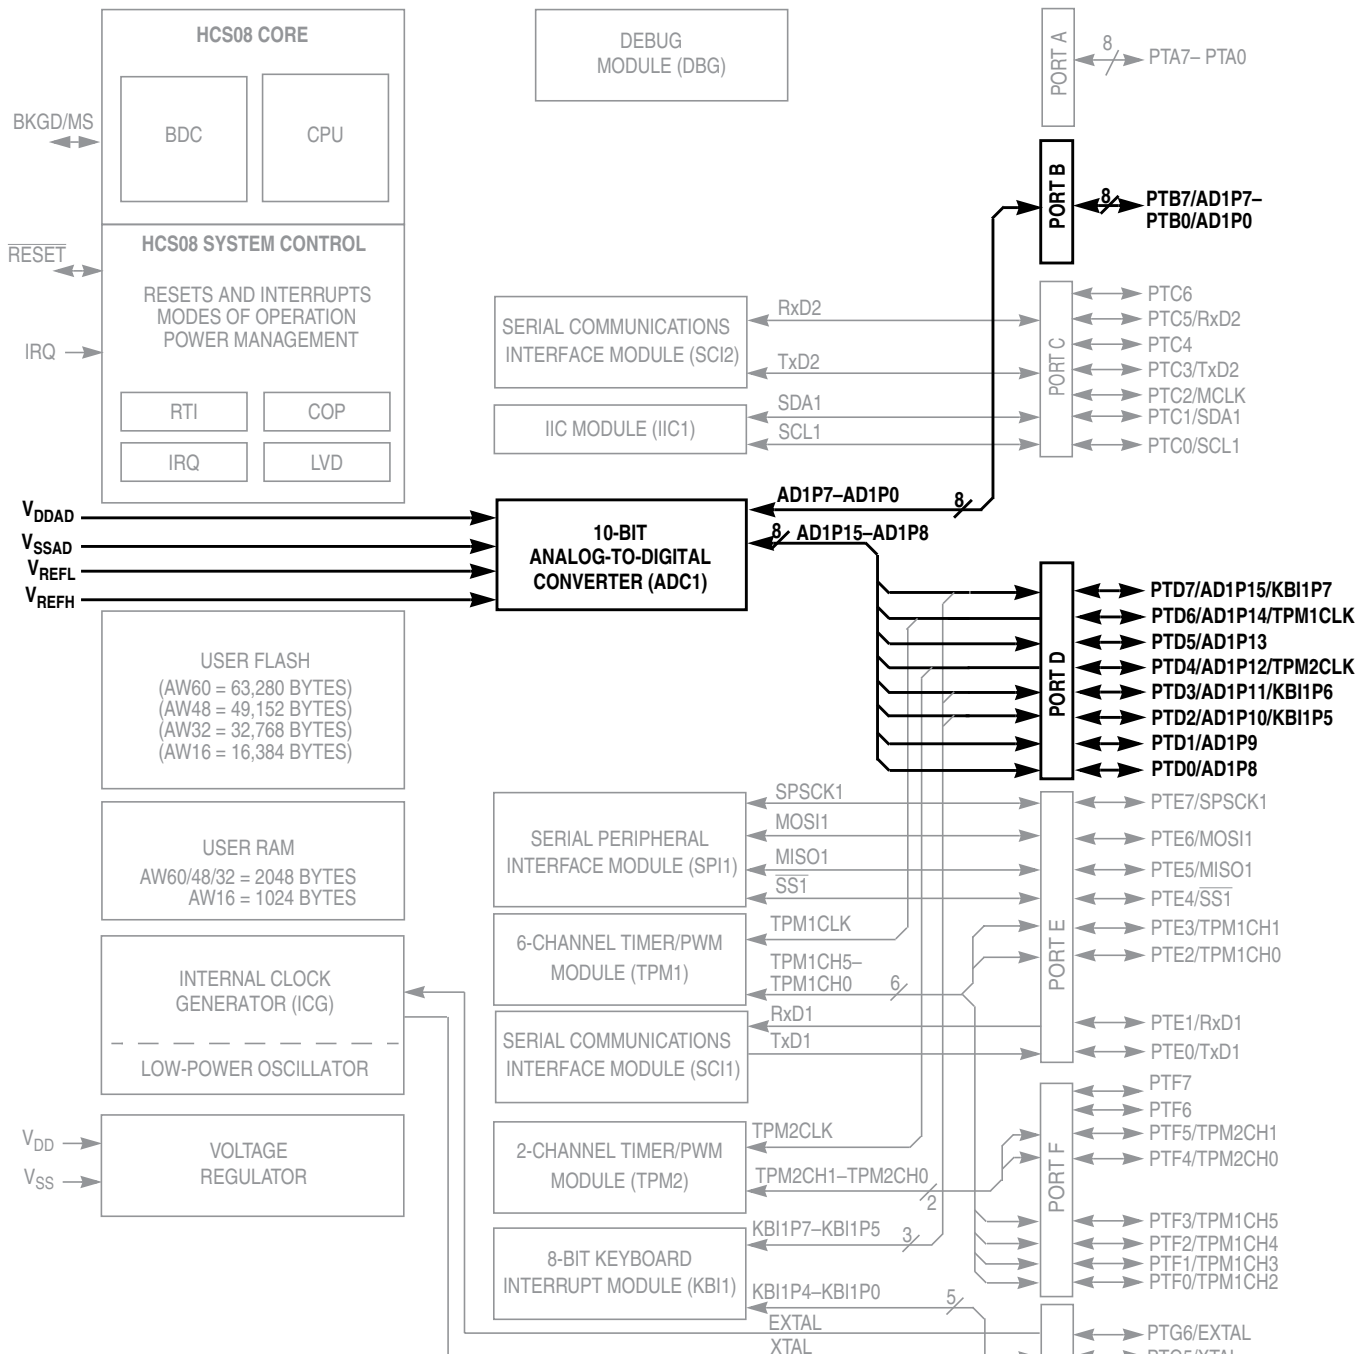 HCS08 CORE
BDC
CPU
BKGD/MS
HCS08 SYSTEM CONTROL
RESET
RESETS AND INTERRUPTS
MODES OF OPERATION
POWER MANAGEMENT
IRQ
RTI
COP
IRQ
LVD
VDDAD
VSSAD
VREFL
VREFH
USER FLASH
(AW60 = 63,280 BYTES)
(AW48 = 49,152 BYTES)
(AW32 = 32,768 BYTES)
(AW16 = 16,384 BYTES)
USER RAM
AW60/48/32 = 2048 BYTES
AW16 = 1024 BYTES
INTERNAL CLOCK
GENERATOR (ICG)
LOW-POWER OSCILLATOR
VDD
VSS
VOLTAGE
REGULATOR
DEBUG
MODULE (DBG)
SERIAL COMMUNICATIONS
INTERFACE MODULE (SCI2)
RxD2
TxD2
IIC MODULE (IIC1)
SDA1
SCL1
10-BIT
ANALOG-TO-DIGITAL
CONVERTER (ADC1)
AD1P7–AD1P0
8
8
AD1P15–AD1P8
SERIAL PERIPHERAL
INTERFACE MODULE (SPI1)
SPSCK1
MOSI1
MISO1
SS1
6-CHANNEL TIMER/PWM
MODULE (TPM1)
TPM1CLK
TPM1CH5–
TPM1CH0
6
SERIAL COMMUNICATIONS
INTERFACE MODULE (SCI1)
RxD1
TxD1
2-CHANNEL TIMER/PWM
MODULE (TPM2)
TPM2CLK
TPM2CH1–TPM2CH0
2
8-BIT KEYBOARD
INTERRUPT MODULE (KBI1)
KBI1P7–KBI1P5
3
KBI1P4–KBI1P0
5
EXTAL
XTAL
PORT A
8
PTA7– PTA0
PORT B
8
PTB7/AD1P7–
PTB0/AD1P0
PORT C
PTC6
PTC5/RxD2
PTC4
PTC3/TxD2
PTC2/MCLK
PTC1/SDA1
PTC0/SCL1
PORT D
PTD7/AD1P15/KBI1P7
PTD6/AD1P14/TPM1CLK
PTD5/AD1P13
PTD4/AD1P12/TPM2CLK
PTD3/AD1P11/KBI1P6
PTD2/AD1P10/KBI1P5
PTD1/AD1P9
PTD0/AD1P8
PORT E
PTE7/SPSCK1
PTE6/MOSI1
PTE5/MISO1
PTE4/SS1
PTE3/TPM1CH1
PTE2/TPM1CH0
PTE1/RxD1
PTE0/TxD1
PORT F
PTF7
PTF6
PTF5/TPM2CH1
PTF4/TPM2CH0
PTF3/TPM1CH5
PTF2/TPM1CH4
PTF1/TPM1CH3
PTF0/TPM1CH2
PTG6/EXTAL
PTG5/XTAL